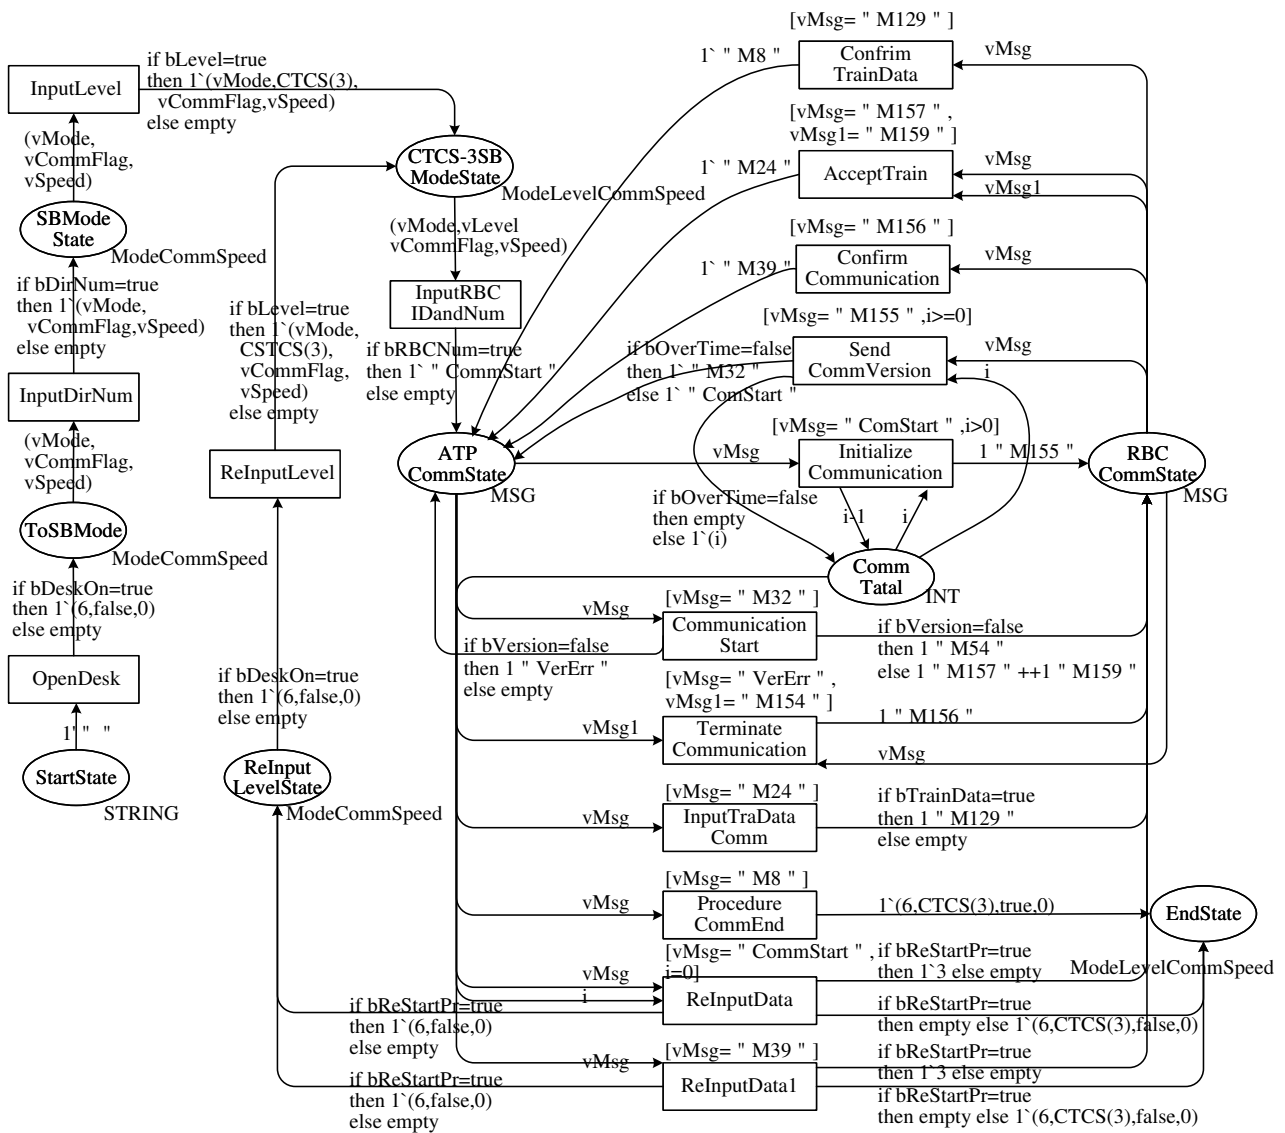 [vMsg= " M129 " ]
if bLevel=true
then 1`(vMode,CTCS(3),
vCommFlag,vSpeed)
else empty
InputLevel
1` " M8 "
Confrim
TrainData
vMsg
[vMsg= " M157 " ,
vMsg1= " M159 " ]
(vMode,
vCommFlag,
vSpeed)
CTCS-3SB
ModeState
ModeLevelCommSpeed
1` " M24 "
AcceptTrain
vMsg
vMsg1
SBMode
State
ModeCommSpeed
(vMode,vLevel
vCommFlag,vSpeed)
[vMsg= " M156 " ]
1` " M39 "
Confirm
Communication
vMsg
if bDirNum=true
then 1`(vMode,
vCommFlag,vSpeed)
else empty
if bLevel=true
then 1`(vMode,
CSTCS(3),
vCommFlag,
vSpeed)
else empty
InputRBC
IDandNum
[vMsg= " M155 " ,i>=0]
if bRBCNum=true
then 1` " CommStart "
else empty
if bOverTime=false
then 1` " M32 "
else 1` " ComStart "
Send
CommVersion
vMsg
i
InputDirNum
(vMode,
vCommFlag,
vSpeed)
[vMsg= " ComStart " ,i>0]
ReInputLevel
ATP
CommState
MSG
vMsg
Initialize
Communication
1 " M155 "
RBC
CommState
MSG
if bOverTime=false
then empty
else 1`(i)
i-1
i
ToSBMode
ModeCommSpeed
Comm
Tatal
INT
if bDeskOn=true
then 1`(6,false,0)
else empty
[vMsg= " M32 " ]
vMsg
Communication
Start
if bVersion=false
then 1 " M54 "
else 1 " M157 " ++1 " M159 "
if bVersion=false
then 1 " VerErr "
else empty
OpenDesk
if bDeskOn=true
then 1`(6,false,0)
else empty
[vMsg= " VerErr " ,
vMsg1= " M154 " ]
1'" "
vMsg1
Terminate
Communication
1 " M156 "
vMsg
StartState
STRING
ReInput
LevelState
ModeCommSpeed
[vMsg= " M24 " ]
vMsg
InputTraData
Comm
if bTrainData=true
then 1 " M129 "
else empty
[vMsg= " M8 " ]
vMsg
Procedure
CommEnd
1`(6,CTCS(3),true,0)
EndState
ModeLevelCommSpeed
[vMsg= " CommStart " ,
i=0]
vMsg
i
ReInputData
if bReStartPr=true
then 1`3 else empty
if bReStartPr=true
then 1`(6,false,0)
else empty
if bReStartPr=true
then empty else 1`(6,CTCS(3),false,0)
[vMsg= " M39 " ]
vMsg
ReInputData1
if bReStartPr=true
then 1`3 else empty
if bReStartPr=true
then 1`(6,false,0)
else empty
if bReStartPr=true
then empty else 1`(6,CTCS(3),false,0)